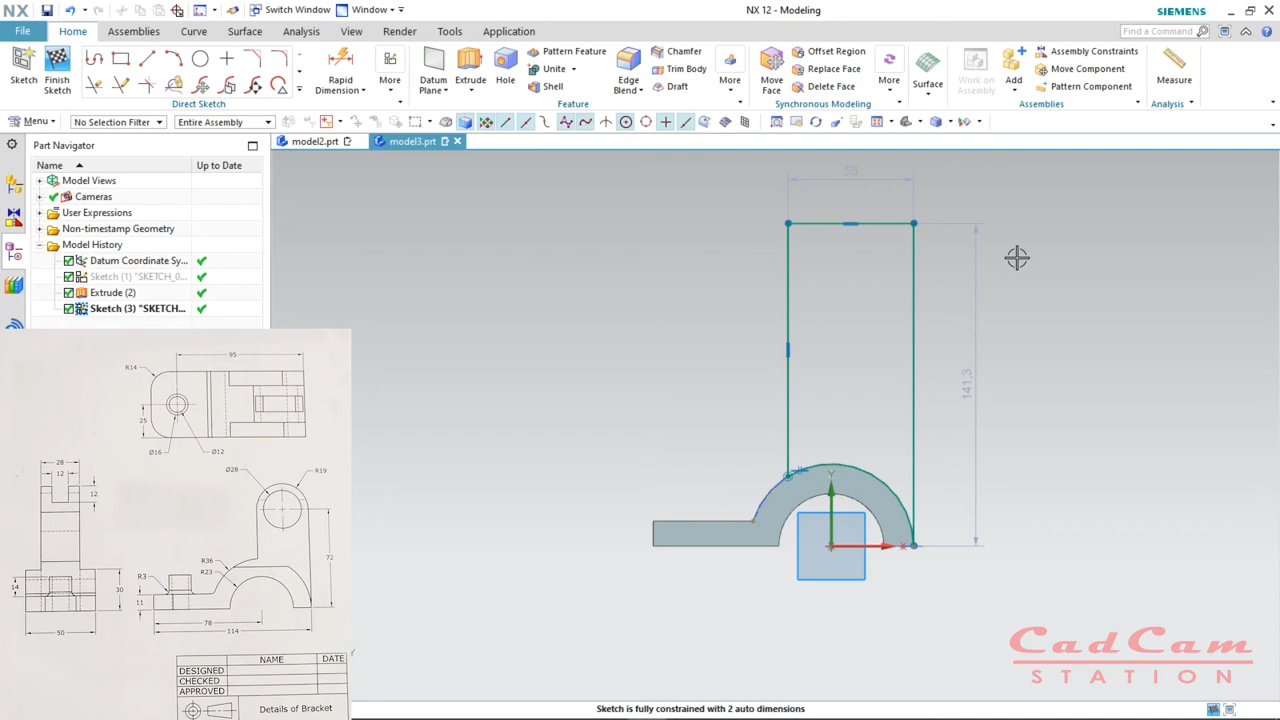 NX
Switch Window
Window
NX 12 - Modeling
SIEMENS
File
Home
Assemblies
Curve
Surface
Analysis
View
Render
Tools
Application
Find a Command
Sketch
Finish Sketch
Rapid Dimension
More
Datum Plane
Extrude
Hole
Pattern Feature
Unite
Shell
Edge Blend
Chamfer
Trim Body
Draft
More
Move Face
Offset Region
Replace Face
Delete Face
More
Surface
Work on Assembly
Add
Assembly Constraints
Move Component
Pattern Component
Measure
Direct Sketch
Feature
Synchronous Modeling
Assemblies
Analysis
Menu
No Selection Filter
Entire Assembly
Part Navigator
model2.prt
model3.prt
Name
Up to Date
Model Views
Cameras
User Expressions
Non-timestamp Geometry
Model History
Datum Coordinate Sy...
Sketch (1) "SKETCH_0...
Extrude (2)
Sketch (3) "SKETCH...
55
141,3
Y
X
95
R14
25
Ø16
Ø12
28
12
12
Ø28
R19
R36
R23
72
R3
14
30
11
50
78
114
NAME
DATE
DESIGNED
CHECKED
APPROVED
Details of Bracket
CadCam
STATION
Sketch is fully constrained with 2 auto dimensions